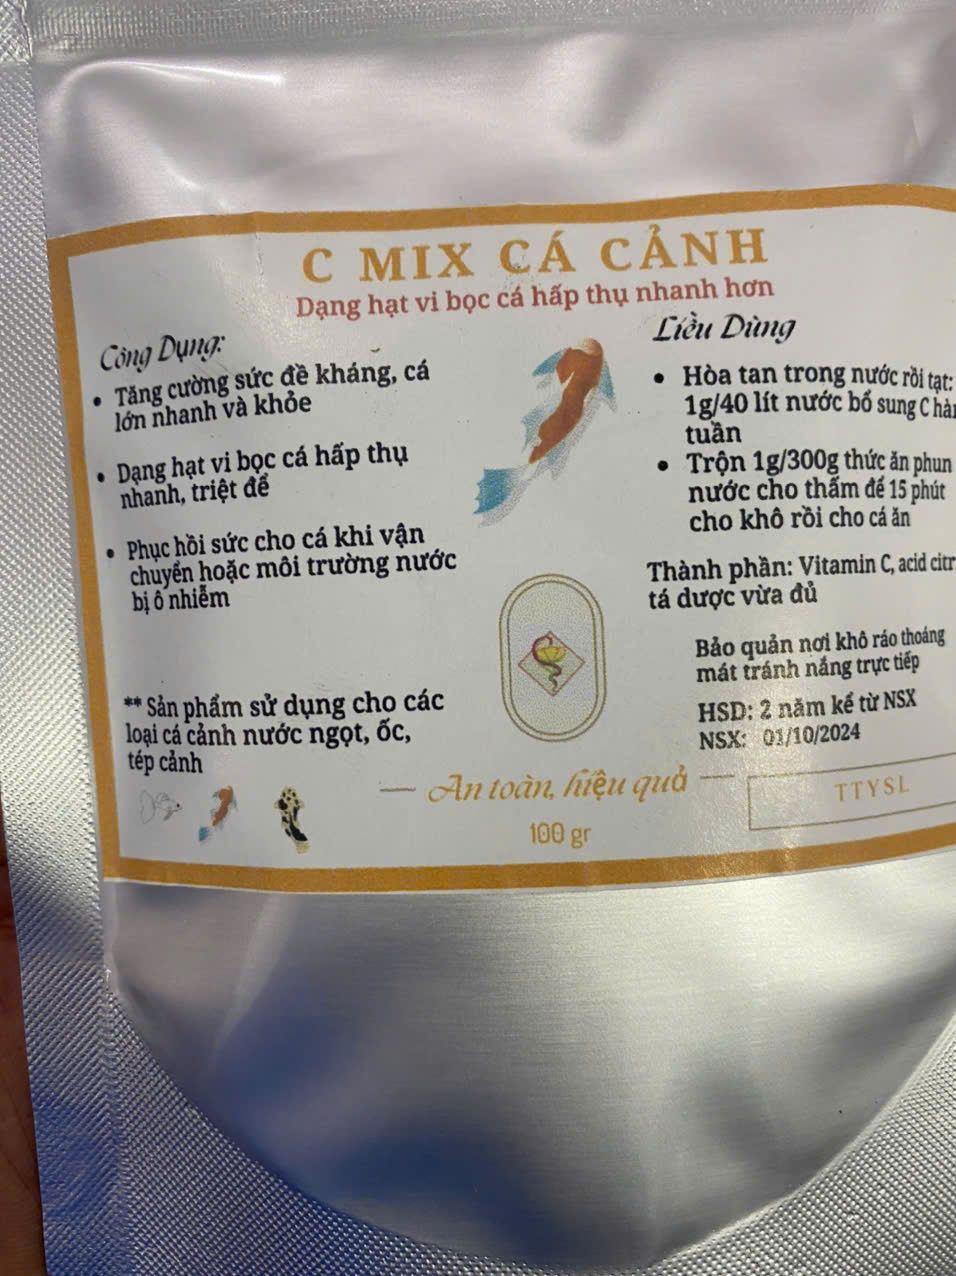 C MIX CÁ CẢNH
Dạng hạt vi bọc cá hấp thụ nhanh hơn
Công Dụng:
• Tăng cường sức đề kháng, cá
lớn nhanh và khỏe
• Dạng hạt vi bọc cá hấp thụ
nhanh, triệt để
• Phục hồi sức cho cá khi vận
chuyển hoặc môi trường nước
bị ô nhiễm
** Sản phẩm sử dụng cho các
loại cá cảnh nước ngọt, ốc,
tép cảnh
Liều Dùng
• Hòa tan trong nước rồi tạt:
1g/40 lít nước bổ sung C
tuần
• Trộn 1g/300g thức ăn phun
nước cho thấm để 15 phút
cho khô rồi cho cá ăn
Thành phần: Vitamin C, acid
tá dược vừa đủ
Bảo quản nơi khô ráo thoáng
mát tránh nắng trực tiếp
HSD: 2 năm kể từ NSX
NSX: 01/10/2024
An toàn, hiệu quả
100 gr
TTYSL